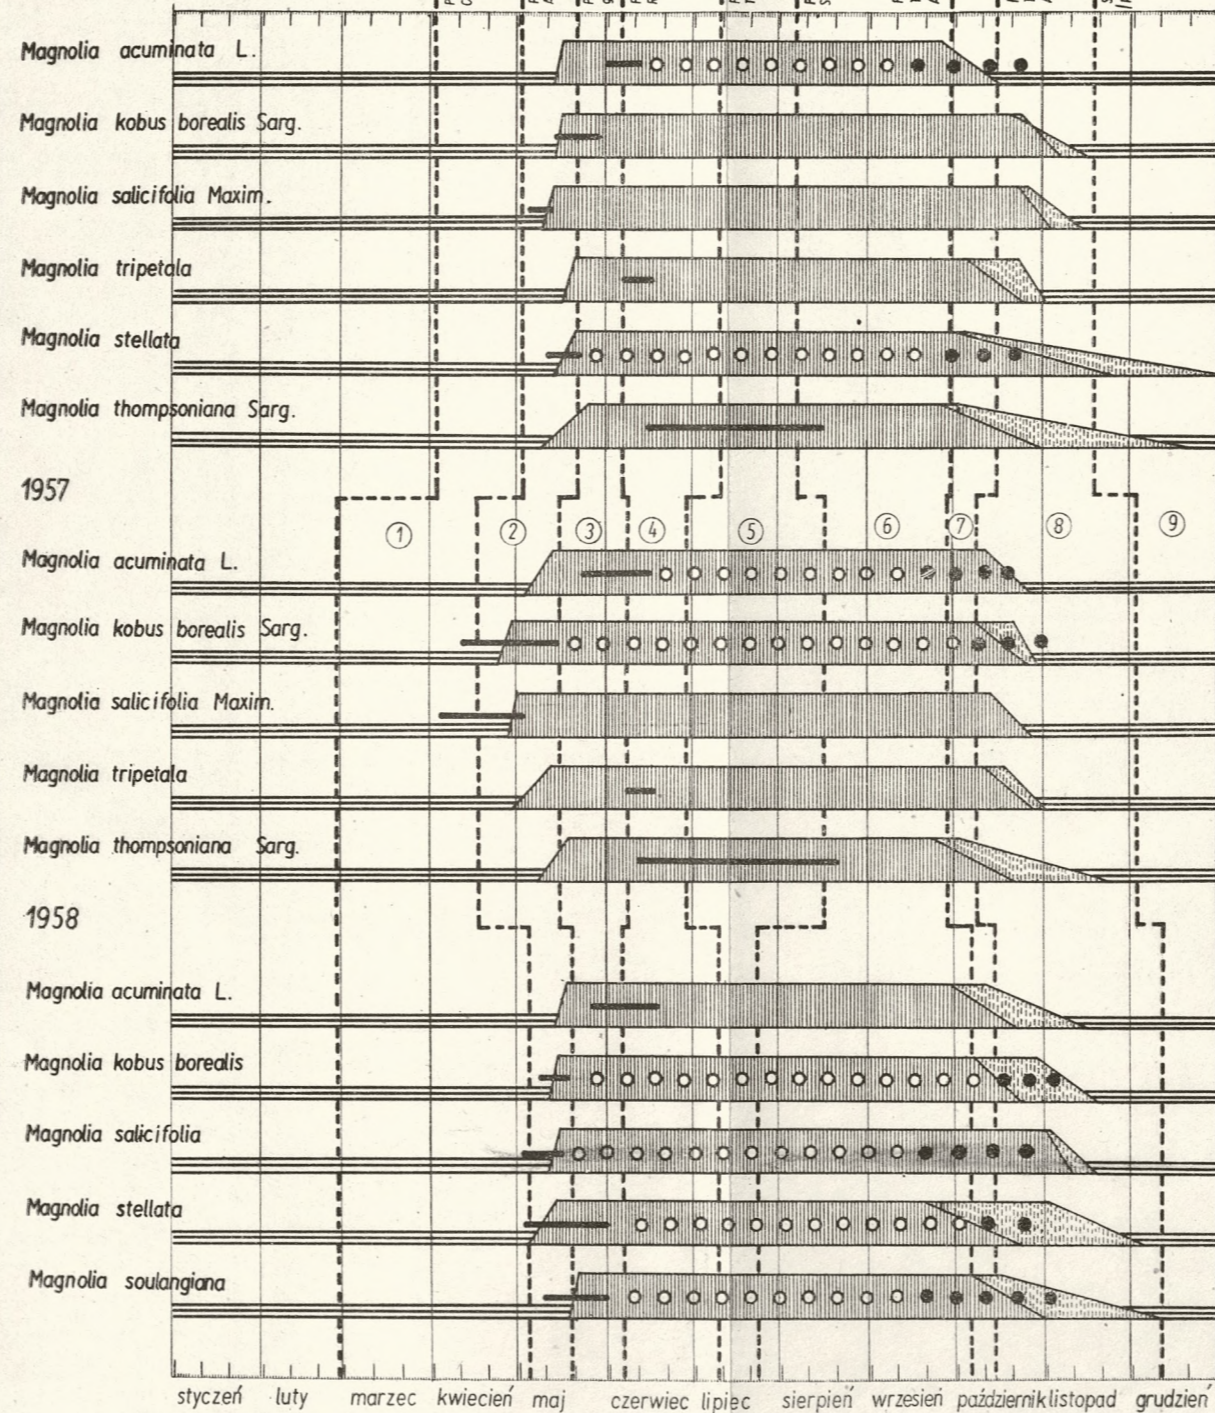 Magnolia acuminata L.
Magnolia kobus borealis Sarg.
Magnolia salicifolia Maxim.
Magnolia tripetala
Magnolia stellata
Magnolia thompsoniana Sarg.
1957
1 2 3 4 5 6 7 8 9
Magnolia acuminata L.
Magnolia kobus borealis Sarg.
Magnolia salicifolia Maxim.
Magnolia tripetala
Magnolia thompsoniana Sarg.
1958
Magnolia acuminata L.
Magnolia kobus borealis
Magnolia salicifolia
Magnolia stellata
Magnolia soulangiana
styczeń luty marzec kwiecień maj czerwiec lipiec sierpień wrzesień październik listopad grudzień